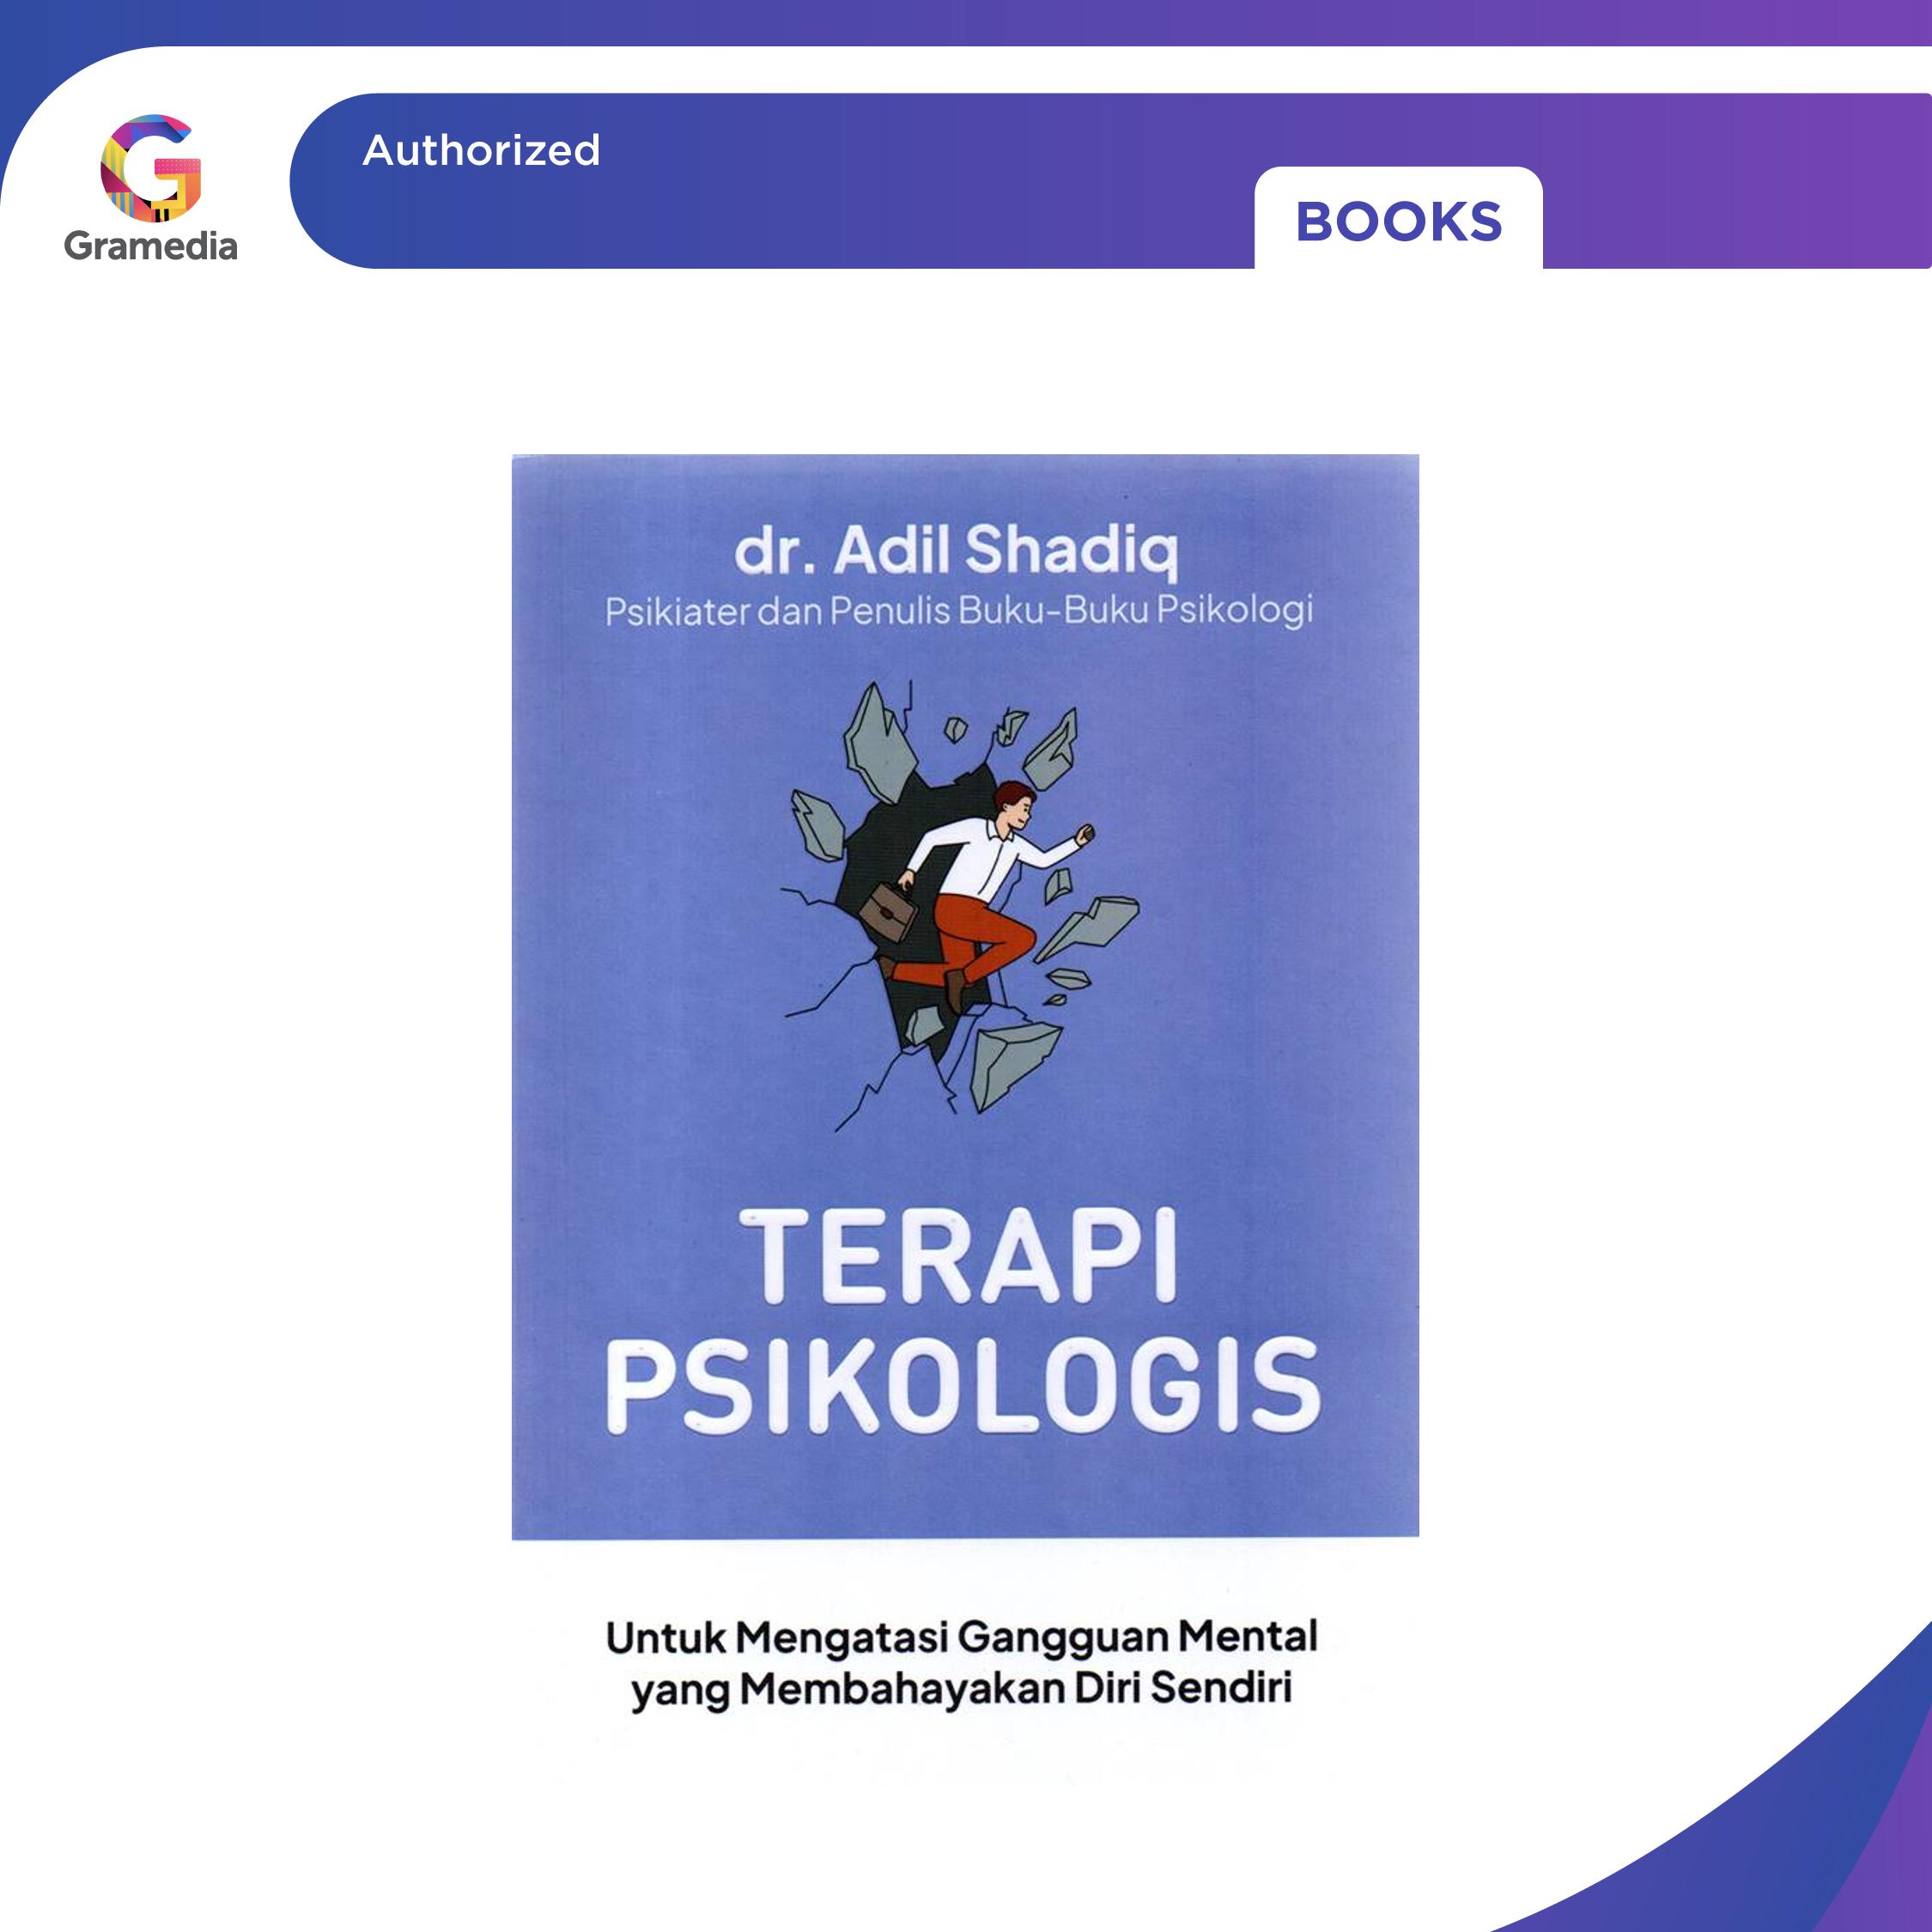 Gramedia
Authorized
BOOKS
dr. Adil Shadiq
Psikiater dan Penulis Buku-Buku Psikologi
TERAPI
PSIKOLOGIS
Untuk Mengatasi Gangguan Mental
yang Membahayakan Diri Sendiri